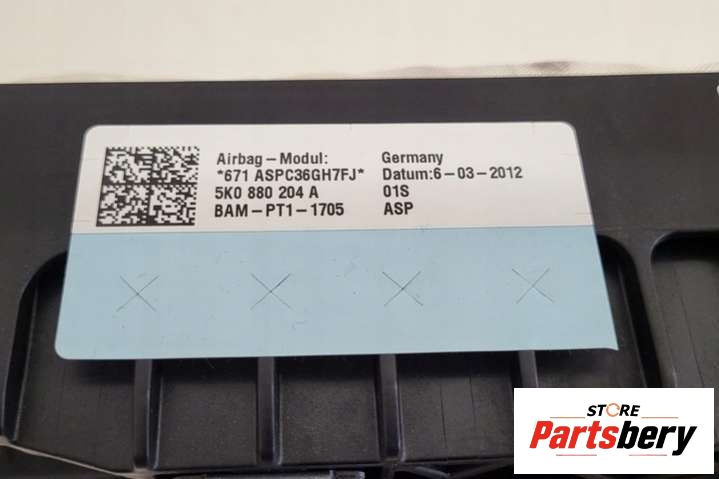 Airbag-Modul:
*671 ASPC36GH7FJ*
5K0 880 204 A
BAM-PT1-1705
Germany
Datum:6-03-2012
01S
ASP
STORE
Partsbery